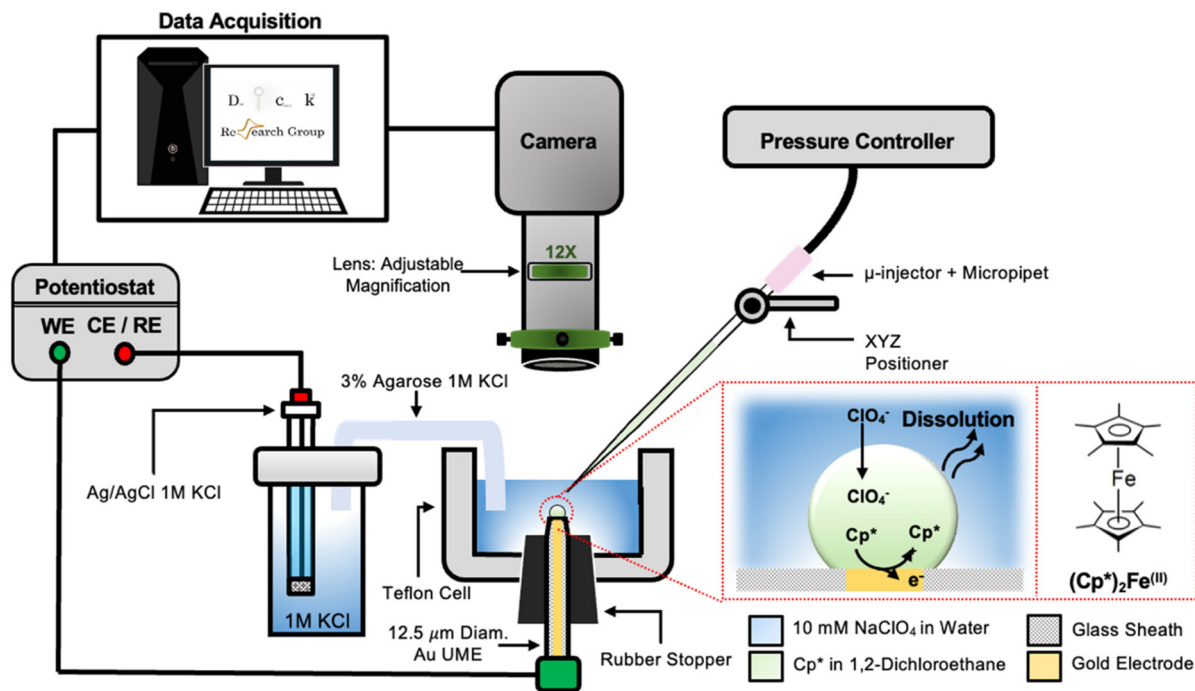 Data Acquisition
D c k
Research Group
Camera
12X
Lens: Adjustable
Magnification
Pressure Controller
μ-injector + Micropipet
XYZ
Positioner
Potentiostat
WE CE / RE
3% Agarose 1M KCl
Ag/AgCl 1M KCl
1M KCl
Teflon Cell
12.5 μm Diam.
Au UME
Rubber Stopper
ClO₄⁻
Dissolution
ClO₄⁻
Cp* Cp*
+
e⁻
Fe
(Cp*)₂Fe⁽ᴵᴵ⁾
10 mM NaClO₄ in Water
Glass Sheath
Cp* in 1,2-Dichloroethane
Gold Electrode